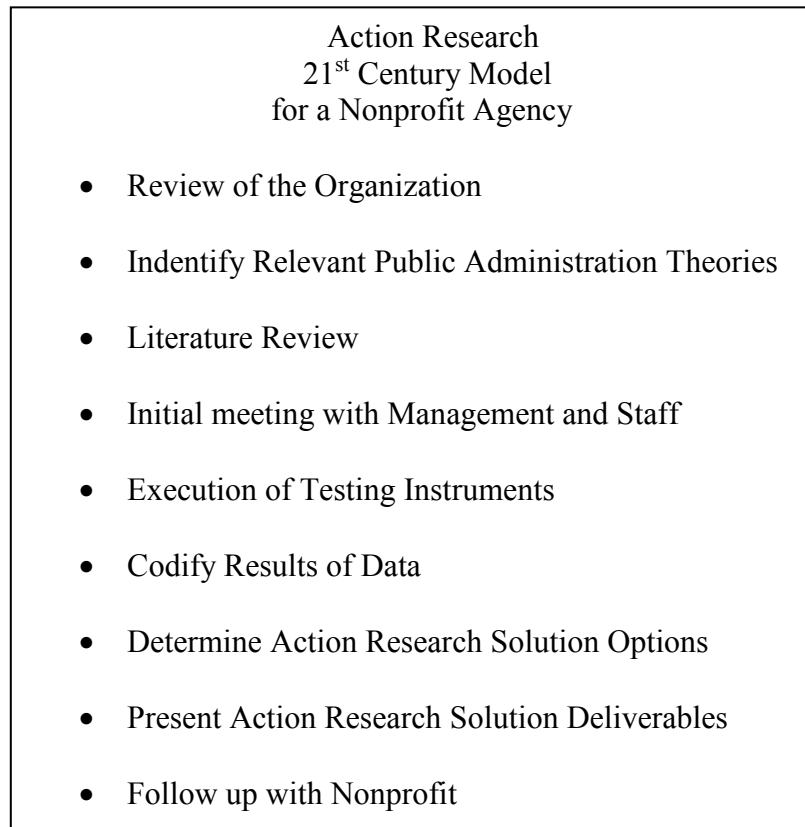 Action Research
21st Century Model
for a Nonprofit Agency
• Review of the Organization
• Indentify Relevant Public Administration Theories
• Literature Review
• Initial meeting with Management and Staff
• Execution of Testing Instruments
• Codify Results of Data
• Determine Action Research Solution Options
• Present Action Research Solution Deliverables
• Follow up with Nonprofit